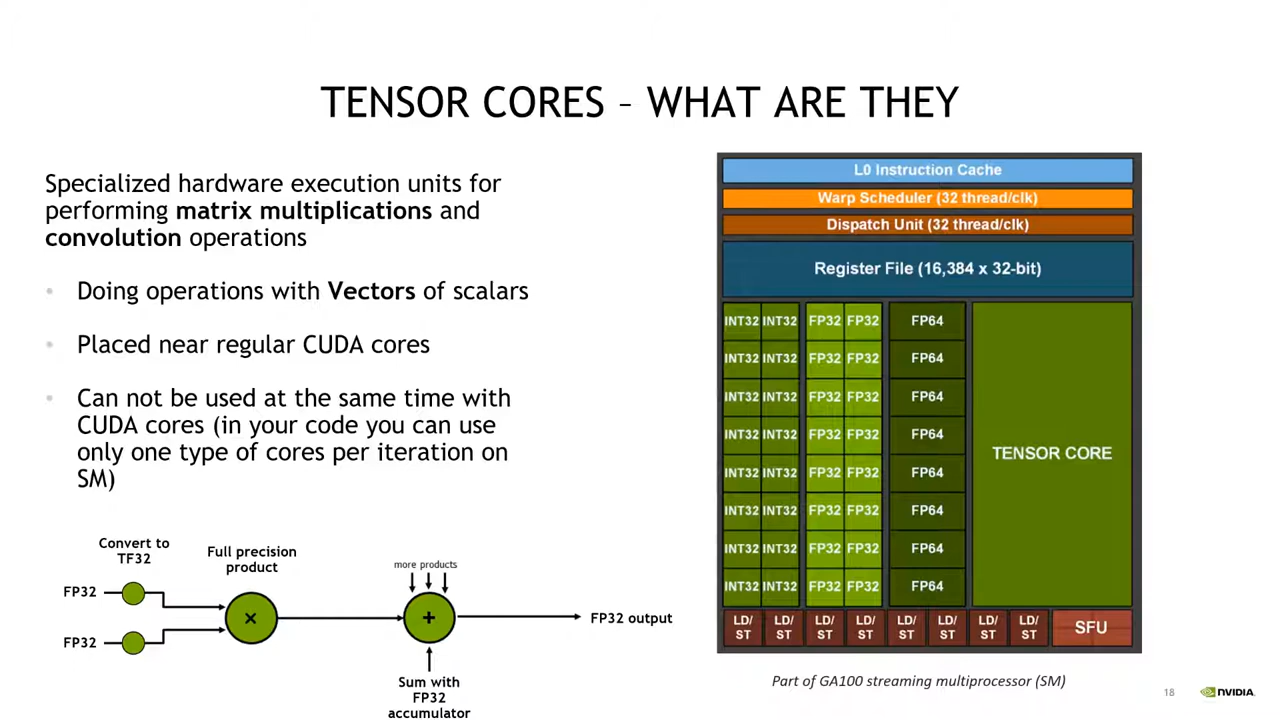 TENSOR CORES – WHAT ARE THEY
Specialized hardware execution units for
performing matrix multiplications and
convolution operations
• Doing operations with Vectors of scalars
• Placed near regular CUDA cores
• Can not be used at the same time with
CUDA cores (in your code you can use
only one type of cores per iteration on
SM)
Convert to
TF32
Full precision
product
more products
FP32
FP32
×
+
FP32 output
Sum with
FP32
accumulator
L0 Instruction Cache
Warp Scheduler (32 thread/clk)
Dispatch Unit (32 thread/clk)
Register File (16,384 x 32-bit)
INT32 INT32 FP32 FP32 FP64
INT32 INT32 FP32 FP32 FP64
INT32 INT32 FP32 FP32 FP64
INT32 INT32 FP32 FP32 FP64
INT32 INT32 FP32 FP32 FP64
INT32 INT32 FP32 FP32 FP64
INT32 INT32 FP32 FP32 FP64
INT32 INT32 FP32 FP32 FP64
TENSOR CORE
LD/ LD/ LD/ LD/ LD/ LD/ LD/ LD/
ST ST ST ST ST ST ST ST
SFU
Part of GA100 streaming multiprocessor (SM)
18
NVIDIA.